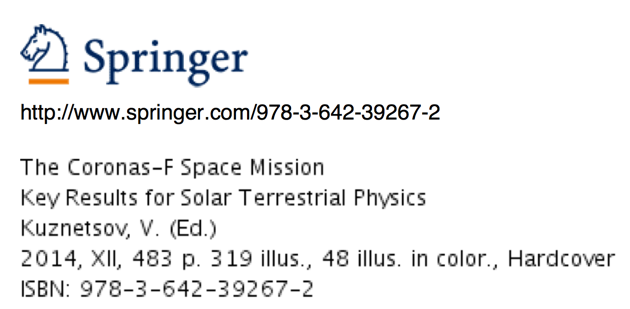 Springer
http://www.springer.com/978-3-642-39267-2
The Coronas–F Space Mission
Key Results for Solar Terrestrial Physics
Kuznetsov, V. (Ed.)
2014, XII, 483 p. 319 illus., 48 illus. in color., Hardcover
ISBN: 978–3–642–39267–2